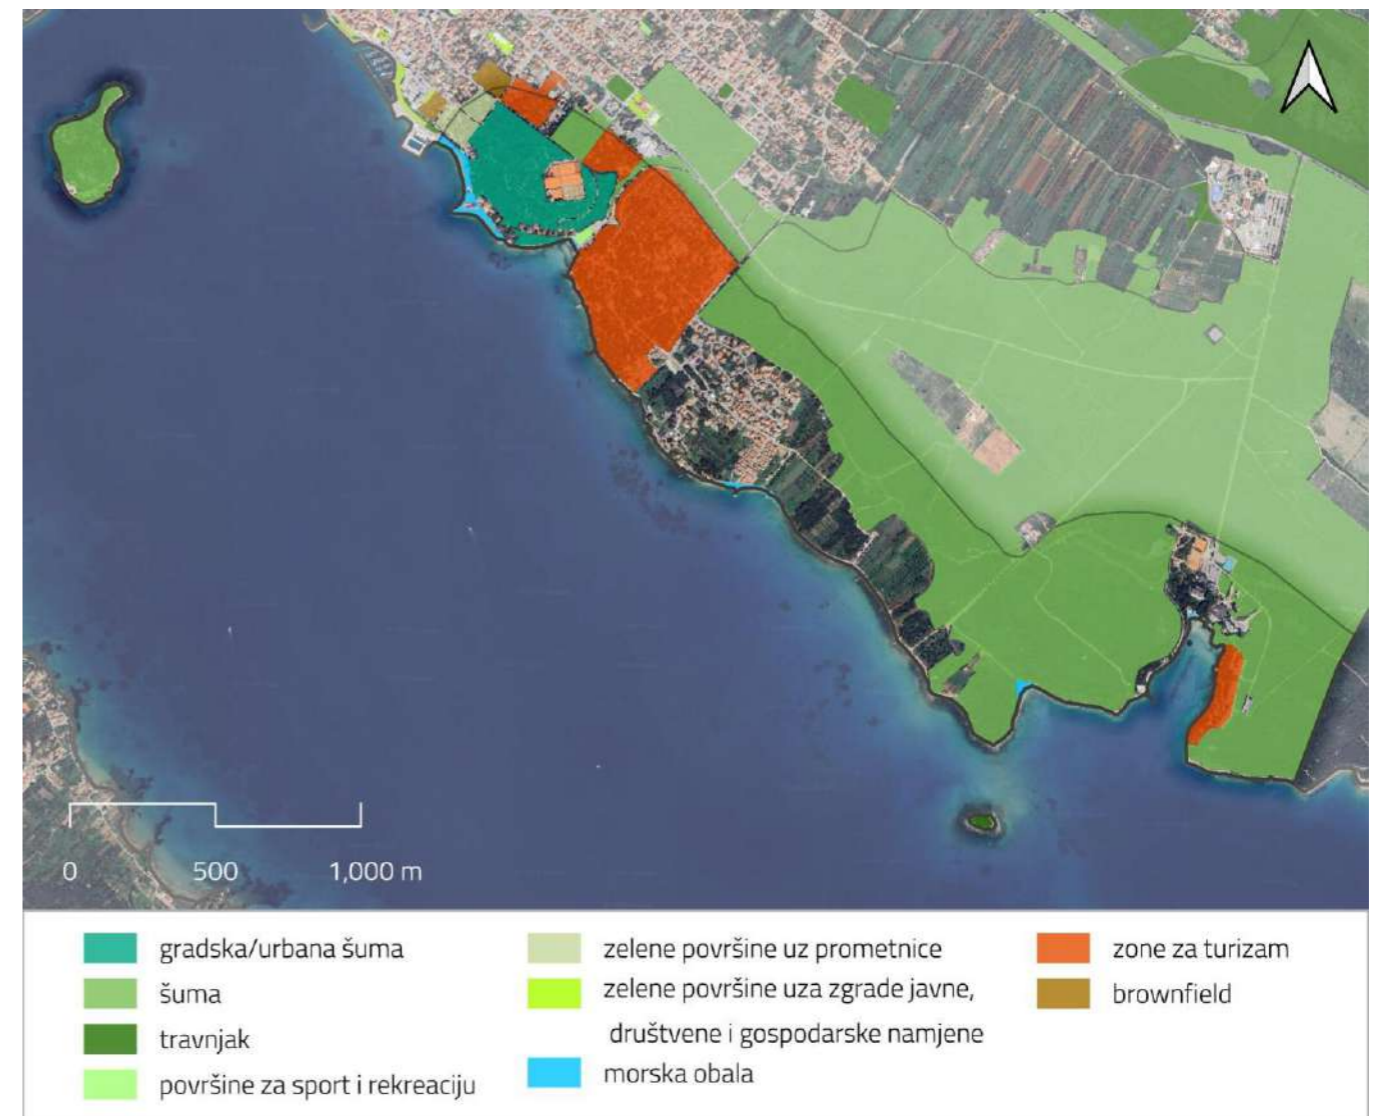 0 500 1,000 m
gradska/urbana šuma
šuma
travnjak
površine za sport i rekreaciju
zelene površine uz prometnice
zelene površine uza zgrade javne,
društvene i gospodarske namjene
morska obala
zone za turizam
brownfield